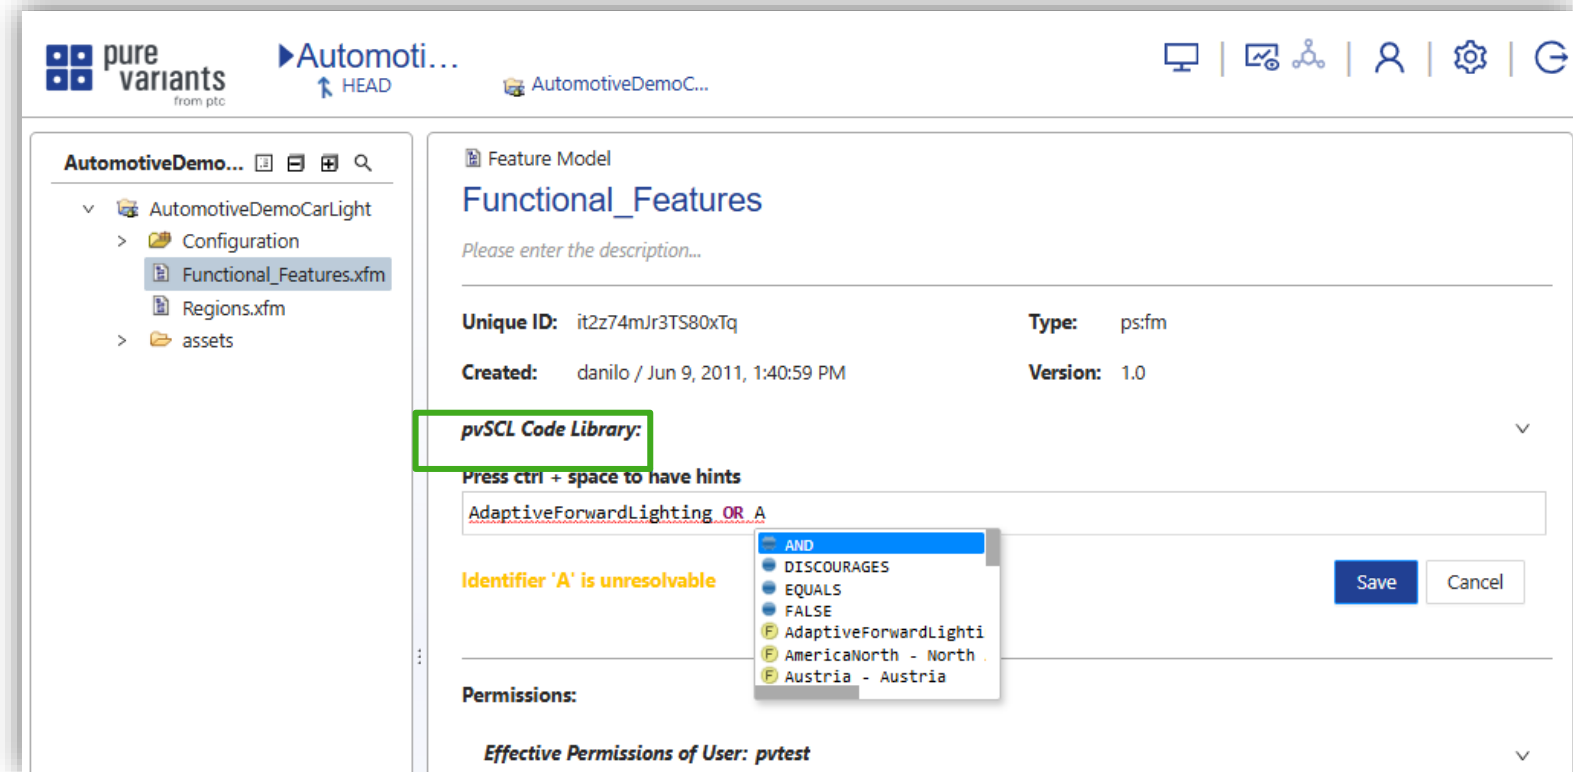 pure
variants
from ptc
Automoti...
HEAD
AutomotiveDemoC...
AutomotiveDemo...
AutomotiveDemoCarLight
Configuration
Functional_Features.xfm
Regions.xfm
assets
Feature Model
Functional_Features
Please enter the description...
Unique ID: it2z74mJr3TS80xTq Type: ps:fm
Created: danilo / Jun 9, 2011, 1:40:59 PM Version: 1.0
pvSCL Code Library:
Press ctrl + space to have hints
AdaptiveForwardLighting OR A
AND
DISCOURAGES
EQUALS
FALSE
F AdaptiveForwardLighti
F AmericaNorth - North
F Austria - Austria
Identifier 'A' is unresolvable
Save Cancel
Permissions:
Effective Permissions of User: pvtest